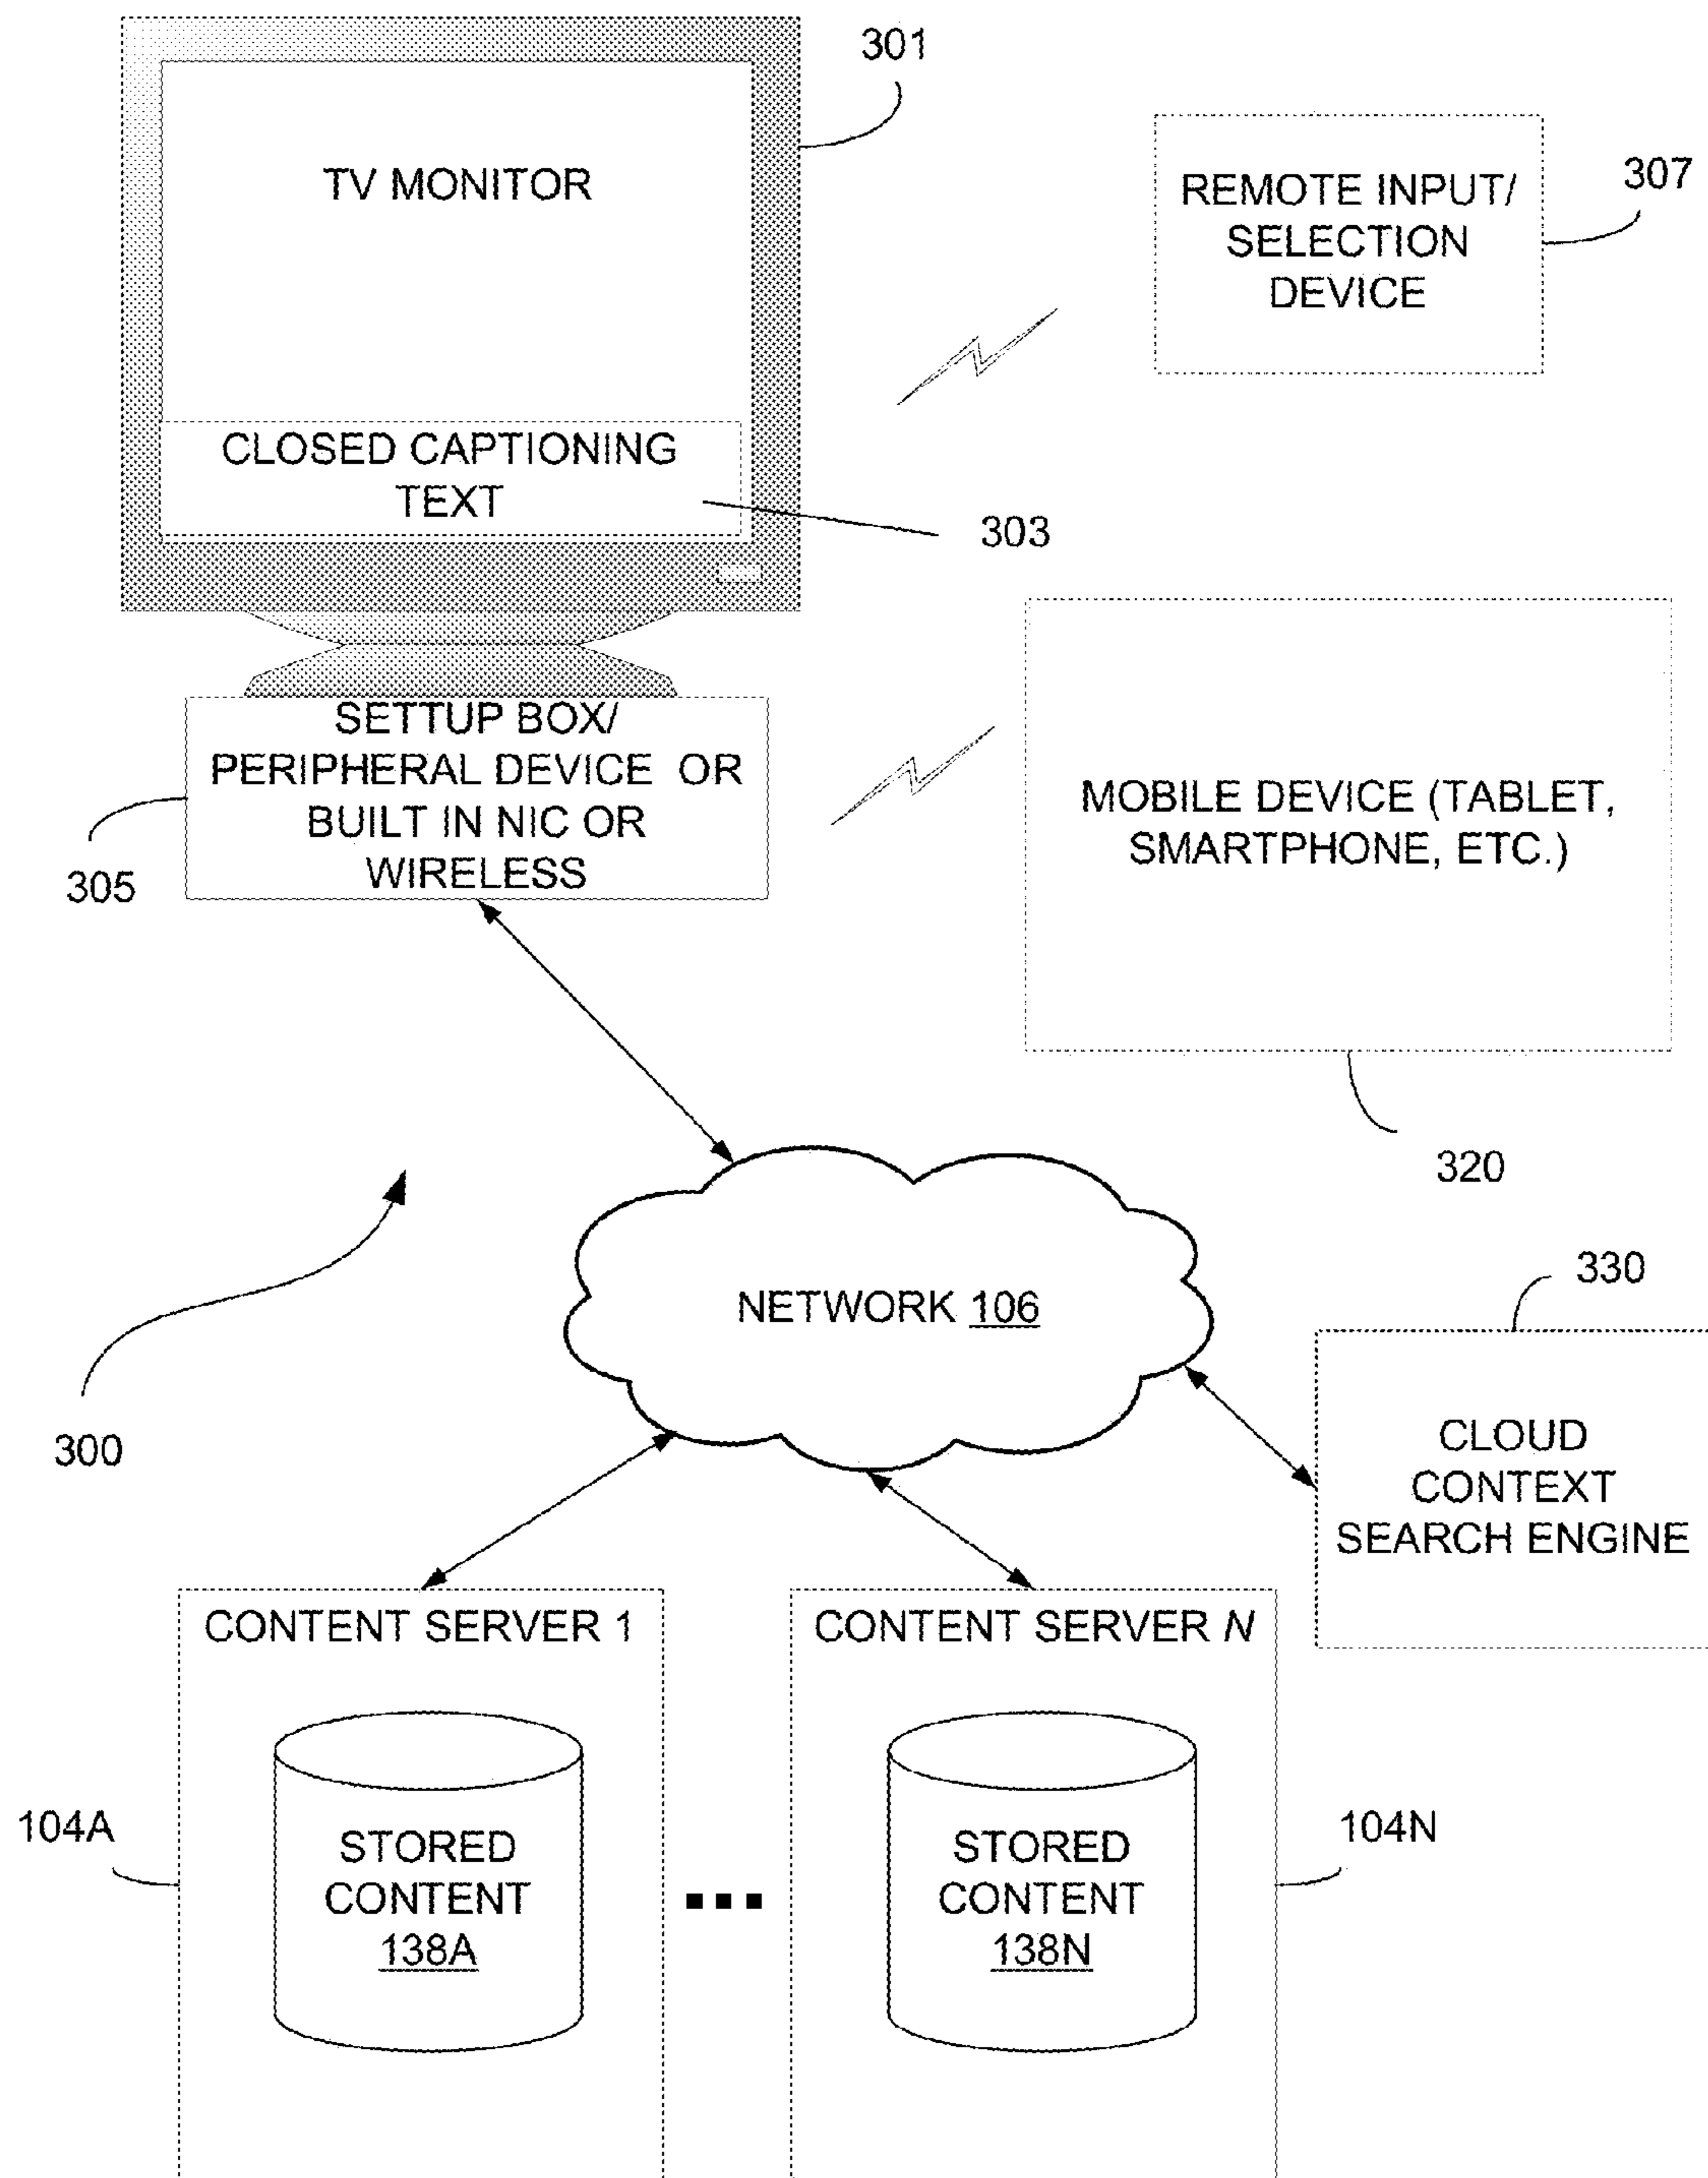 301
TV MONITOR
307
REMOTE INPUT/
SELECTION
DEVICE
CLOSED CAPTIONING
TEXT
303
SETTUP BOX/
PERIPHERAL DEVICE OR
BUILT IN NIC OR
WIRELESS
305
MOBILE DEVICE (TABLET,
SMARTPHONE, ETC.)
320
NETWORK 106
330
300
CLOUD
CONTEXT
SEARCH ENGINE
CONTENT SERVER 1
CONTENT SERVER N
104A
STORED
CONTENT
138A
STORED
CONTENT
138N
104N